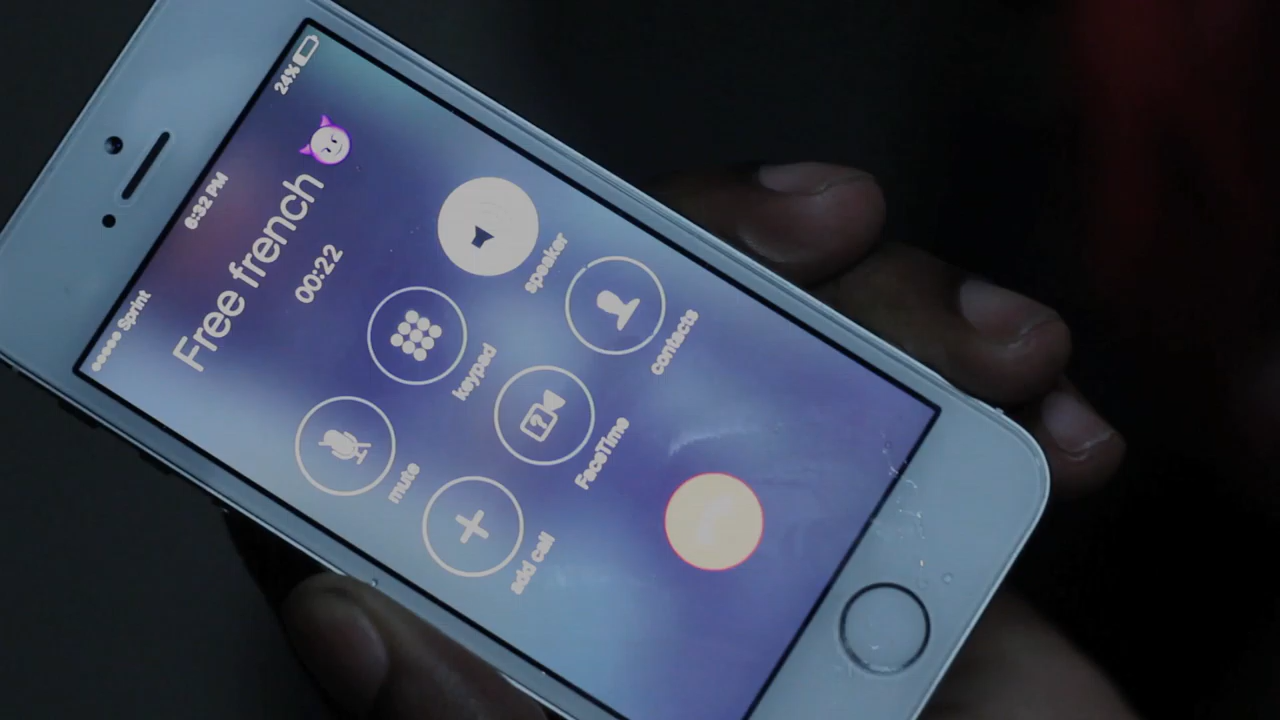 ●●●●● Sprint 6:32 PM 24%
Free french 😈
00:22
mute keypad speaker
add call FaceTime contacts